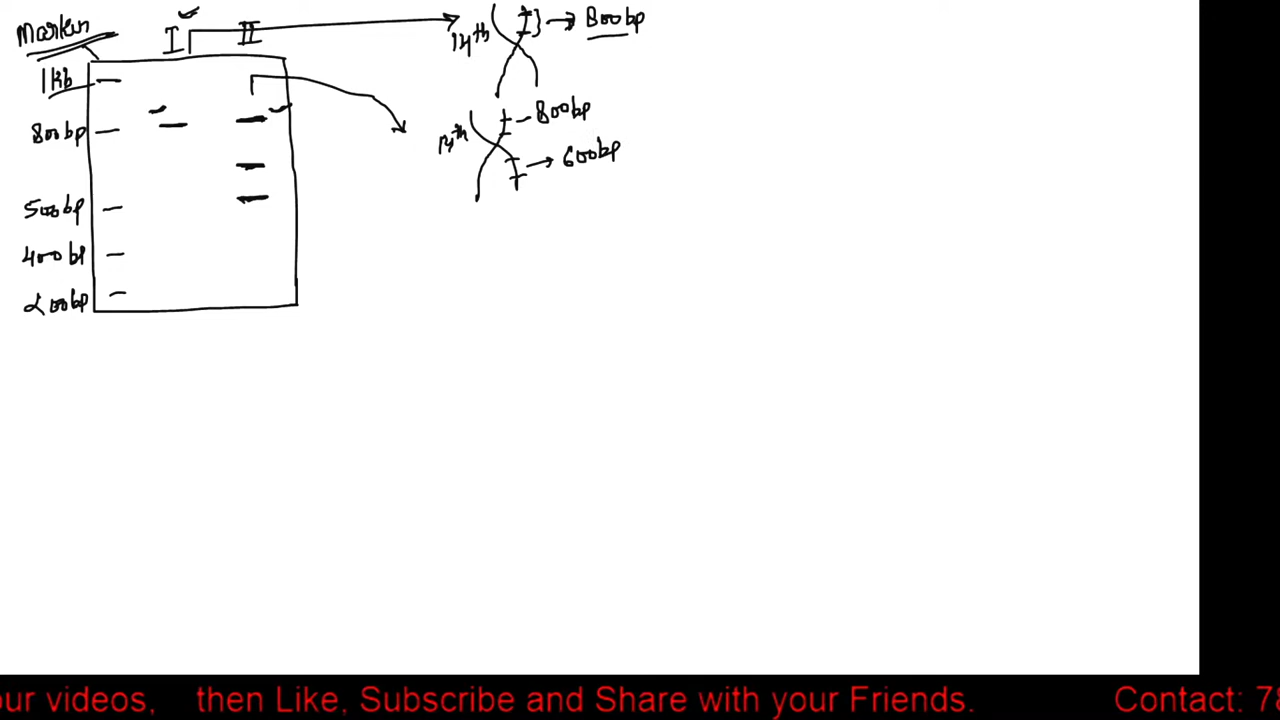 Marker
I II
14th → 800bp
1kb
800bp
14th 800bp
→ 600bp
500bp
400bp
200bp
our videos, then Like, Subscribe and Share with your Friends. Contact: 7